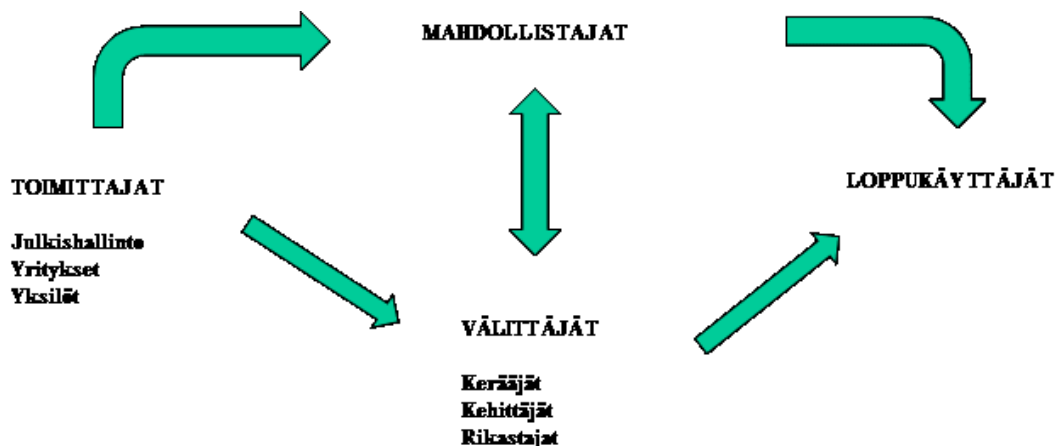 MAHDOLLISTAJAT
TOIMITTAJAT
Julkishallinto
Yritykset
Yksilöt
LOPPUKÄYTTÄJÄT
VÄLITTÄJÄT
Kerääjät
Kehittäjät
Rikastajat